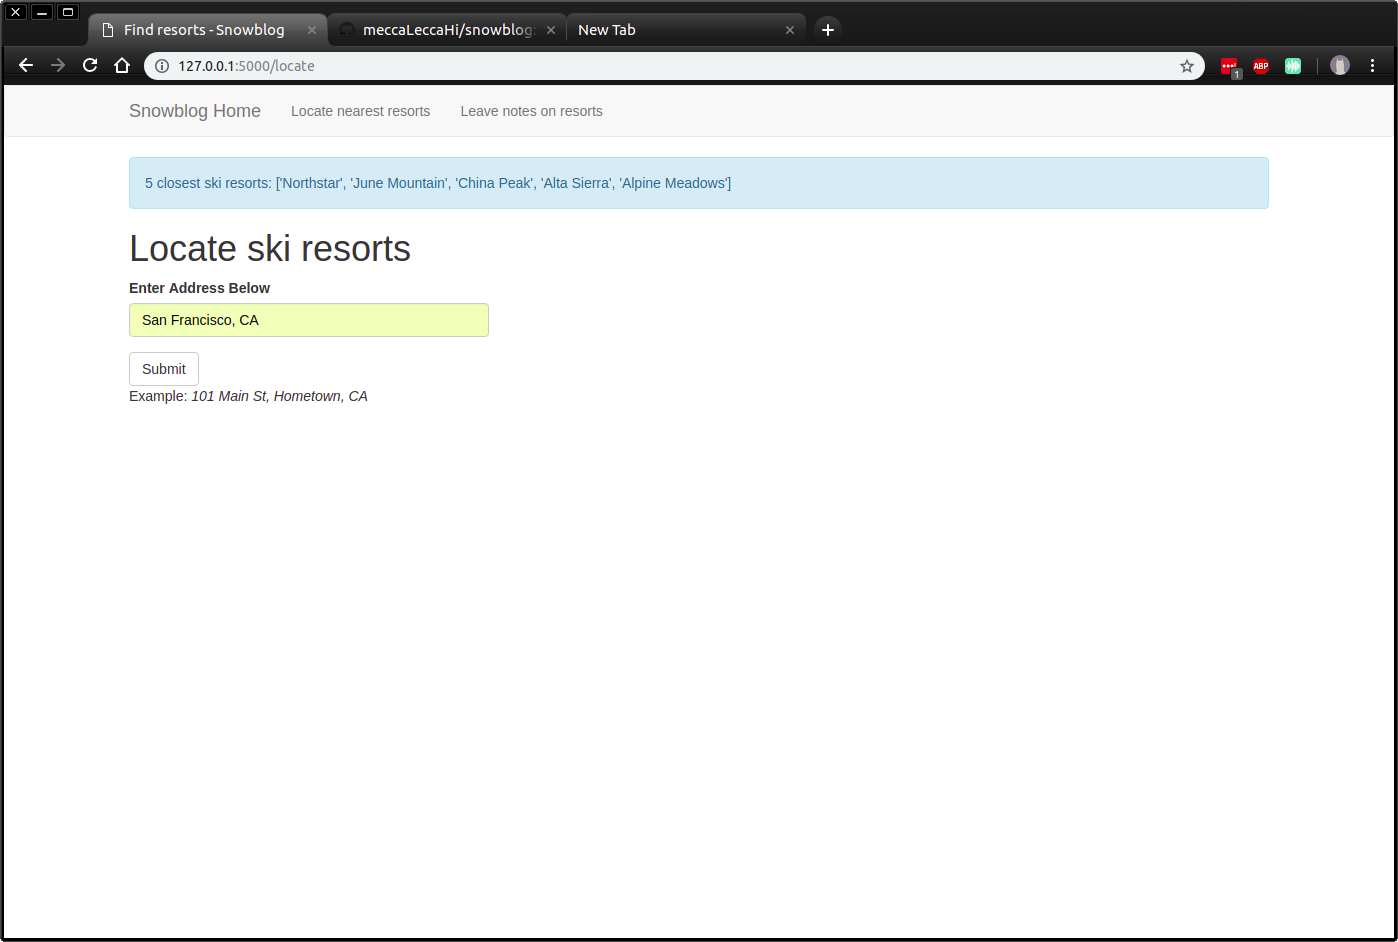 Find resorts - Snowblog
meccaLeccaHi/snowblog:
New Tab
127.0.0.1:5000/locate
1
ABP
Snowblog Home
Locate nearest resorts
Leave notes on resorts
5 closest ski resorts: ['Northstar', 'June Mountain', 'China Peak', 'Alta Sierra', 'Alpine Meadows']
Locate ski resorts
Enter Address Below
San Francisco, CA
Submit
Example: 101 Main St, Hometown, CA